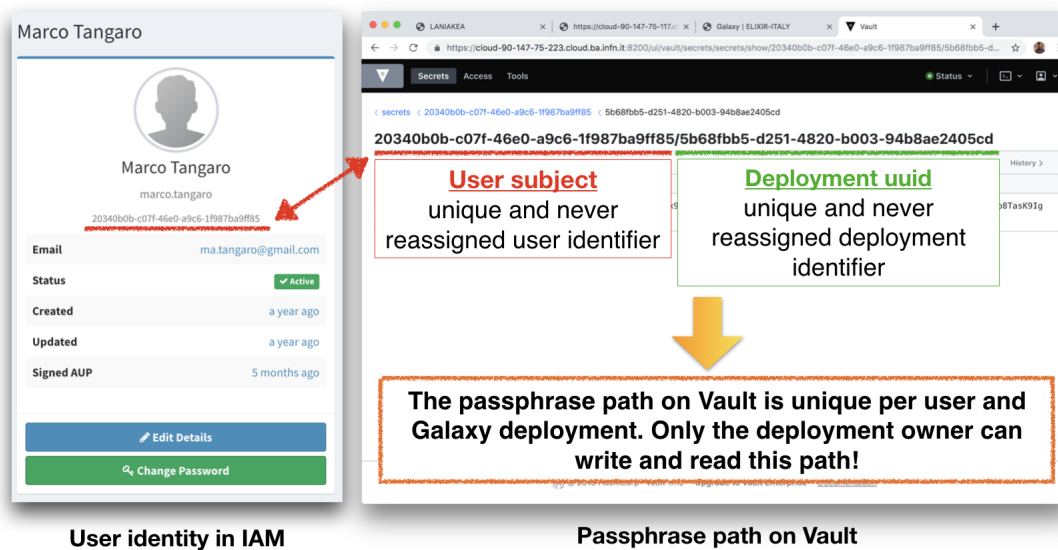 Marco Tangaro
Marco Tangaro
marco.tangaro
20340b0b-c07f-46e0-a9c6-1f987ba9ff85
Email ma.tangaro@gmail.com
Status Active
Created a year ago
Updated a year ago
Signed AUP 5 months ago
Edit Details
Change Password
User identity in IAM
LANIAKEA https://cloud-90-147-75-117.c Galaxy | ELIXIR-ITALY Vault
https://cloud-90-147-75-223.cloud.ba.infn.it:8200/ui/vault/secrets/secrets/show/20340b0b-c07f-46e0-a9c6-1f987ba9ff85/5b68fbb5-d...
Secrets Access Tools Status
secrets 20340b0b-c07f-46e0-a9c6-1f987ba9ff85 5b68fbb5-d251-4820-b003-94b8ae2405cd
20340b0b-c07f-46e0-a9c6-1f987ba9ff85/5b68fbb5-d251-4820-b003-94b8ae2405cd
History
User subject
unique and never
reassigned user identifier
Deployment uuid
unique and never
reassigned deployment
identifier
The passphrase path on Vault is unique per user and
Galaxy deployment. Only the deployment owner can
write and read this path!
Passphrase path on Vault